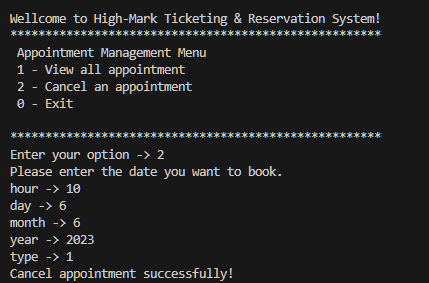 Wellcome to High-Mark Ticketing & Reservation System!
*****************************************************
Appointment Management Menu
1 - View all appointment
2 - Cancel an appointment
0 - Exit
*****************************************************
Enter your option -> 2
Please enter the date you want to book.
hour -> 10
day -> 6
month -> 6
year -> 2023
type -> 1
Cancel appointment successfully!